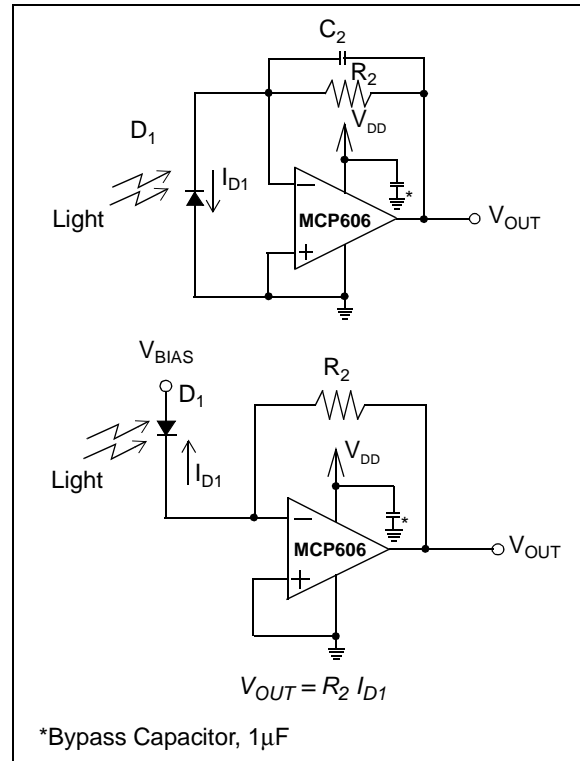 C2
R2
VDD
D1
ID1
Light
*
MCP606
VOUT
VBIAS
D1
R2
VDD
Light
ID1
*
MCP606
VOUT
VOUT = R2 ID1
*Bypass Capacitor, 1µF